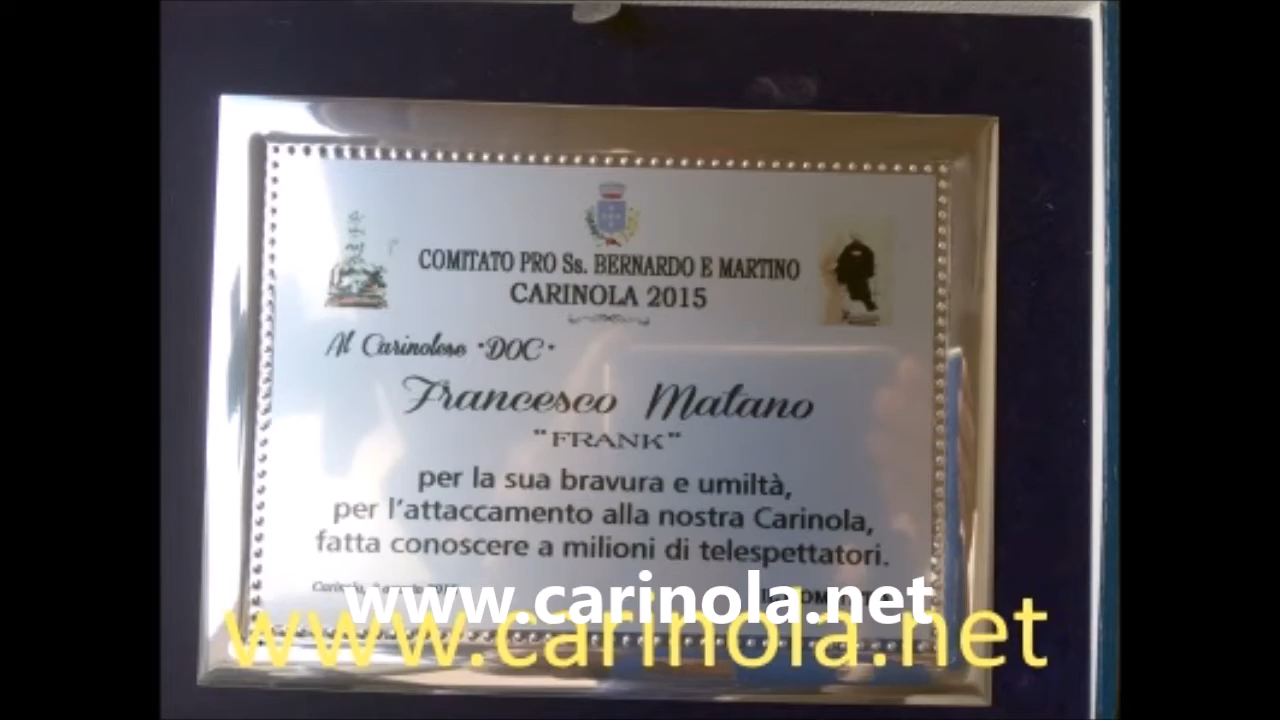 COMITATO PRO Ss. BERNARDO E MARTINO
CARINOLA 2015
Al Carinolese "DOC"
Francesco Matano
"FRANK"
per la sua bravura e umiltà,
per l'attaccamento alla nostra Carinola,
fatta conoscere a milioni di telespettatori.
www.carinola.net
www.carinola.net